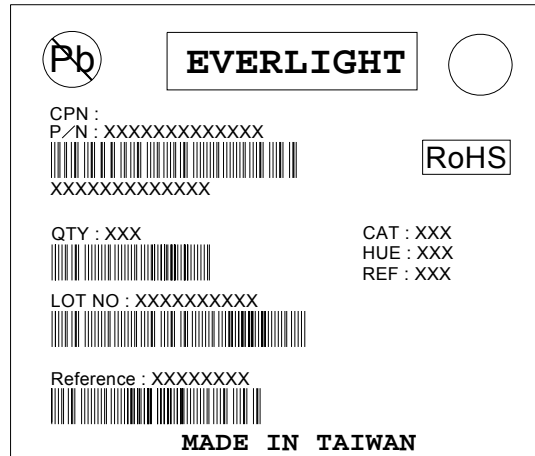 Pb
EVERLIGHT
CPN :
P/N : XXXXXXXXXXXXX
RoHS
XXXXXXXXXXXXX
QTY : XXX
CAT : XXX
HUE : XXX
REF : XXX
LOT NO : XXXXXXXXXX
Reference : XXXXXXXX
MADE IN TAIWAN